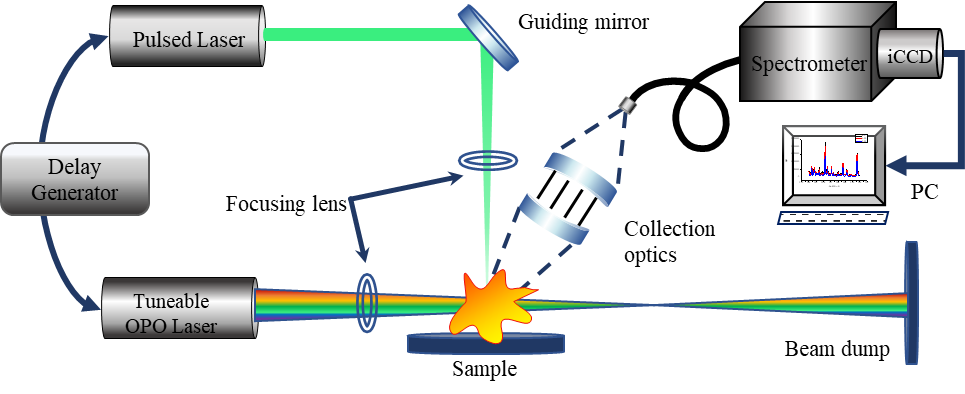 Pulsed Laser
Guiding mirror
Spectrometer
iCCD
Delay
Generator
PC
Focusing lens
Collection
optics
Tuneable
OPO Laser
Sample
Beam dump